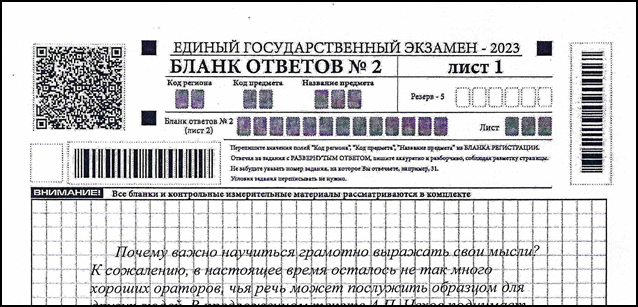 ЕДИНЫЙ ГОСУДАРСТВЕННЫЙ ЭКЗАМЕН - 2023
БЛАНК ОТВЕТОВ № 2
лист 1
Код региона
Код предмета
Название предмета
Резерв - 5
Бланк ответов № 2
(лист 2)
Лист
Перепишите значения полей "Код региона", "Код предмета", "Название предмета" из БЛАНКА РЕГИСТРАЦИИ.
Отвечая на задания с РАЗВЕРНУТЫМ ОТВЕТОМ, пишите аккуратно и разборчиво, соблюдая разметку страницы.
Не забудьте указать номер задания, на которое Вы отвечаете, например, 31.
Условия задания переписывать не нужно.
ВНИМАНИЕ!
Все бланки и контрольные измерительные материалы рассматриваются в комплекте
Почему важно научиться грамотно выражать свои мысли?
К сожалению, в настоящее время осталось не так много
хороших ораторов, чья речь может послужить образцом для